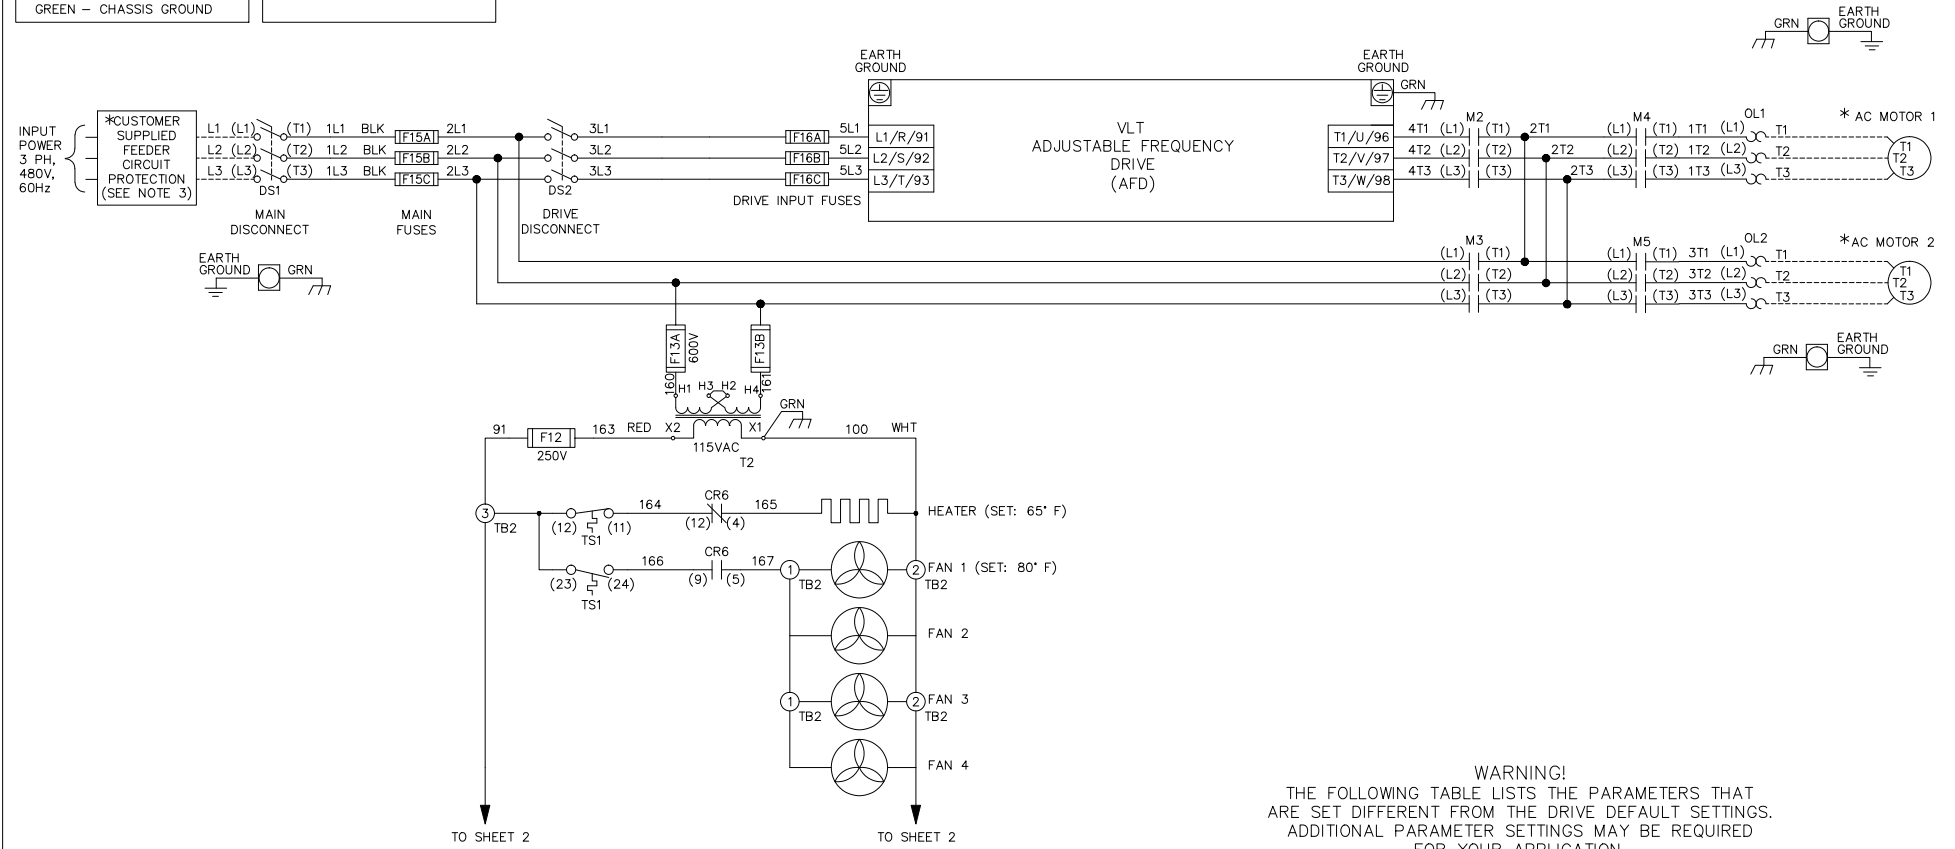 GREEN – CHASSIS GROUND
EARTH
GROUND
GRN
EARTH
GROUND
EARTH
GROUND
GRN
INPUT
POWER
3 PH,
480V,
60Hz
*CUSTOMER
SUPPLIED
FEEDER
CIRCUIT
PROTECTION
(SEE NOTE 3)
L1 (L1) (T1) 1L1 BLK F15A 2L1
L2 (L2) (T2) 1L2 BLK F15B 2L2
L3 (L3) (T3) 1L3 BLK F15C 2L3
DS1
MAIN
DISCONNECT
MAIN
FUSES
3L1
3L2
3L3
DS2
DRIVE
DISCONNECT
F16A 5L1
F16B 5L2
F16C 5L3
DRIVE INPUT FUSES
L1/R/91
L2/S/92
L3/T/93
VLT
ADJUSTABLE FREQUENCY
DRIVE
(AFD)
T1/U/96
T2/V/97
T3/W/98
M2
4T1 (L1) (T1) 2T1
4T2 (L2) (T2) 2T2
4T3 (L3) (T3) 2T3
M4
OL1
(L1) (T1) 1T1 (L1) T1
(L2) (T2) 1T2 (L2) T2
(L3) (T3) 1T3 (L3) T3
* AC MOTOR 1
T1
T2
T3
M3
(L1) (T1)
(L2) (T2)
(L3) (T3)
M5
OL2
(L1) (T1) 3T1 (L1) T1
(L2) (T2) 3T2 (L2) T2
(L3) (T3) 3T3 (L3) T3
*AC MOTOR 2
T1
T2
T3
EARTH
GROUND
GRN
GRN
EARTH
GROUND
F13A
600V
F13B
160
161
H1 H3 H2 H4
GRN
91 F12 163 RED X2 X1 100 WHT
250V
115VAC
T2
3
TB2
(12) (11)
TS1
164
CR6
(12) (4)
165
HEATER (SET: 65° F)
(23) (24)
TS1
166
CR6
(9) (5)
167
1
TB2
2
TB2
FAN 1 (SET: 80° F)
FAN 2
1
TB2
2
TB2
FAN 3
FAN 4
TO SHEET 2
TO SHEET 2
WARNING!
THE FOLLOWING TABLE LISTS THE PARAMETERS THAT
ARE SET DIFFERENT FROM THE DRIVE DEFAULT SETTINGS.
ADDITIONAL PARAMETER SETTINGS MAY BE REQUIRED
FOR YOUR APPLICATION